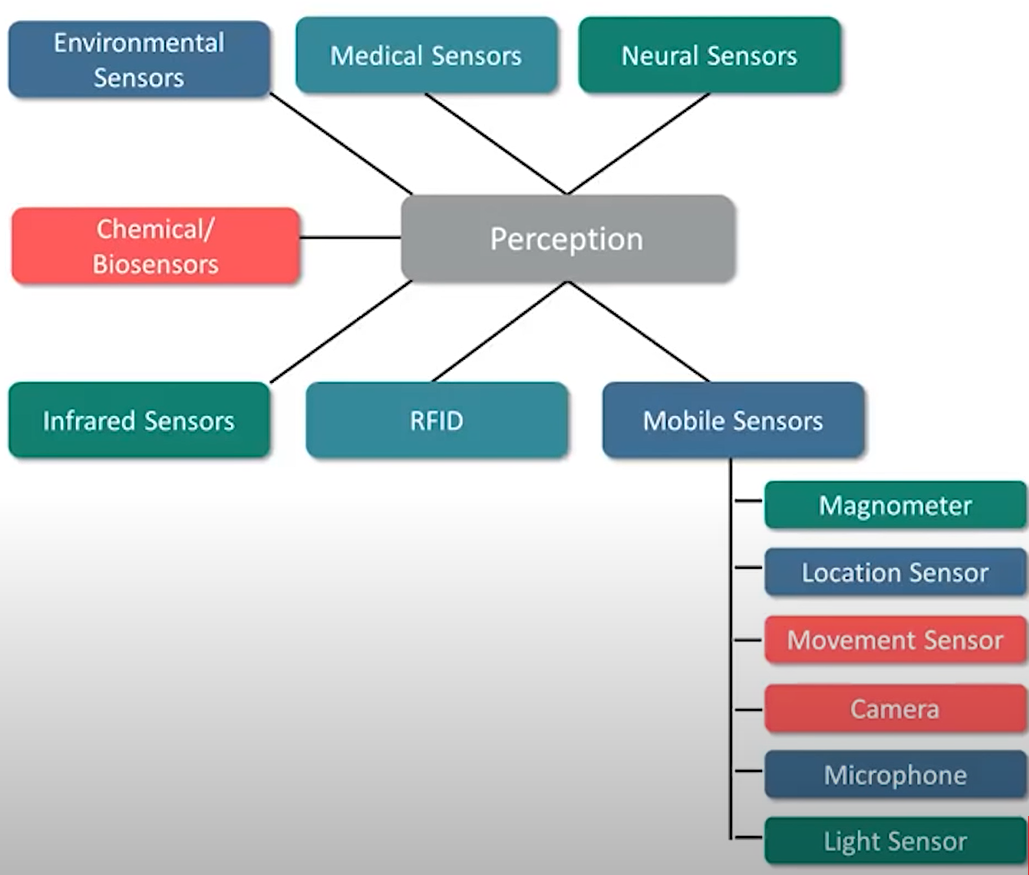 Environmental
Sensors
Medical Sensors
Neural Sensors
Chemical/
Biosensors
Perception
Infrared Sensors
RFID
Mobile Sensors
Magnometer
Location Sensor
Movement Sensor
Camera
Microphone
Light Sensor